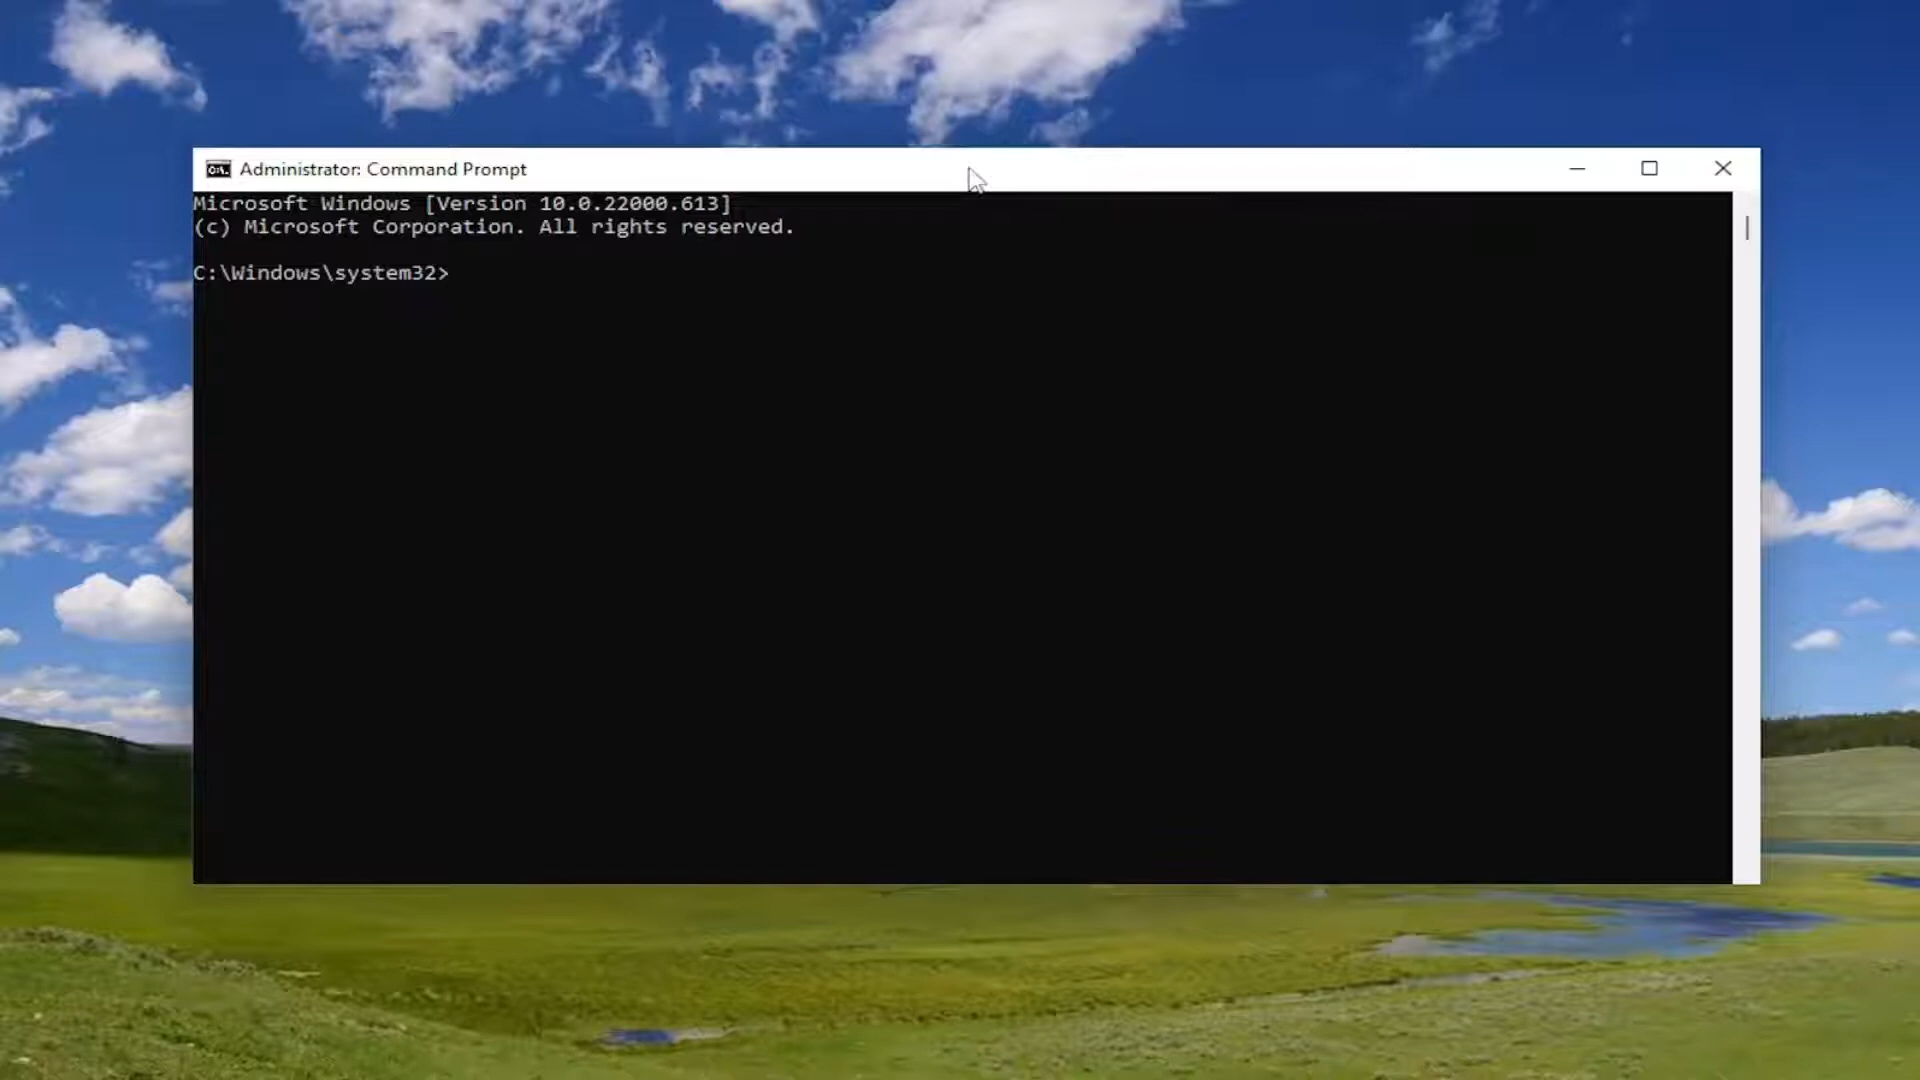 Administrator: Command Prompt
Microsoft Windows [Version 10.0.22000.613]
(c) Microsoft Corporation. All rights reserved.
C:\Windows\system32>